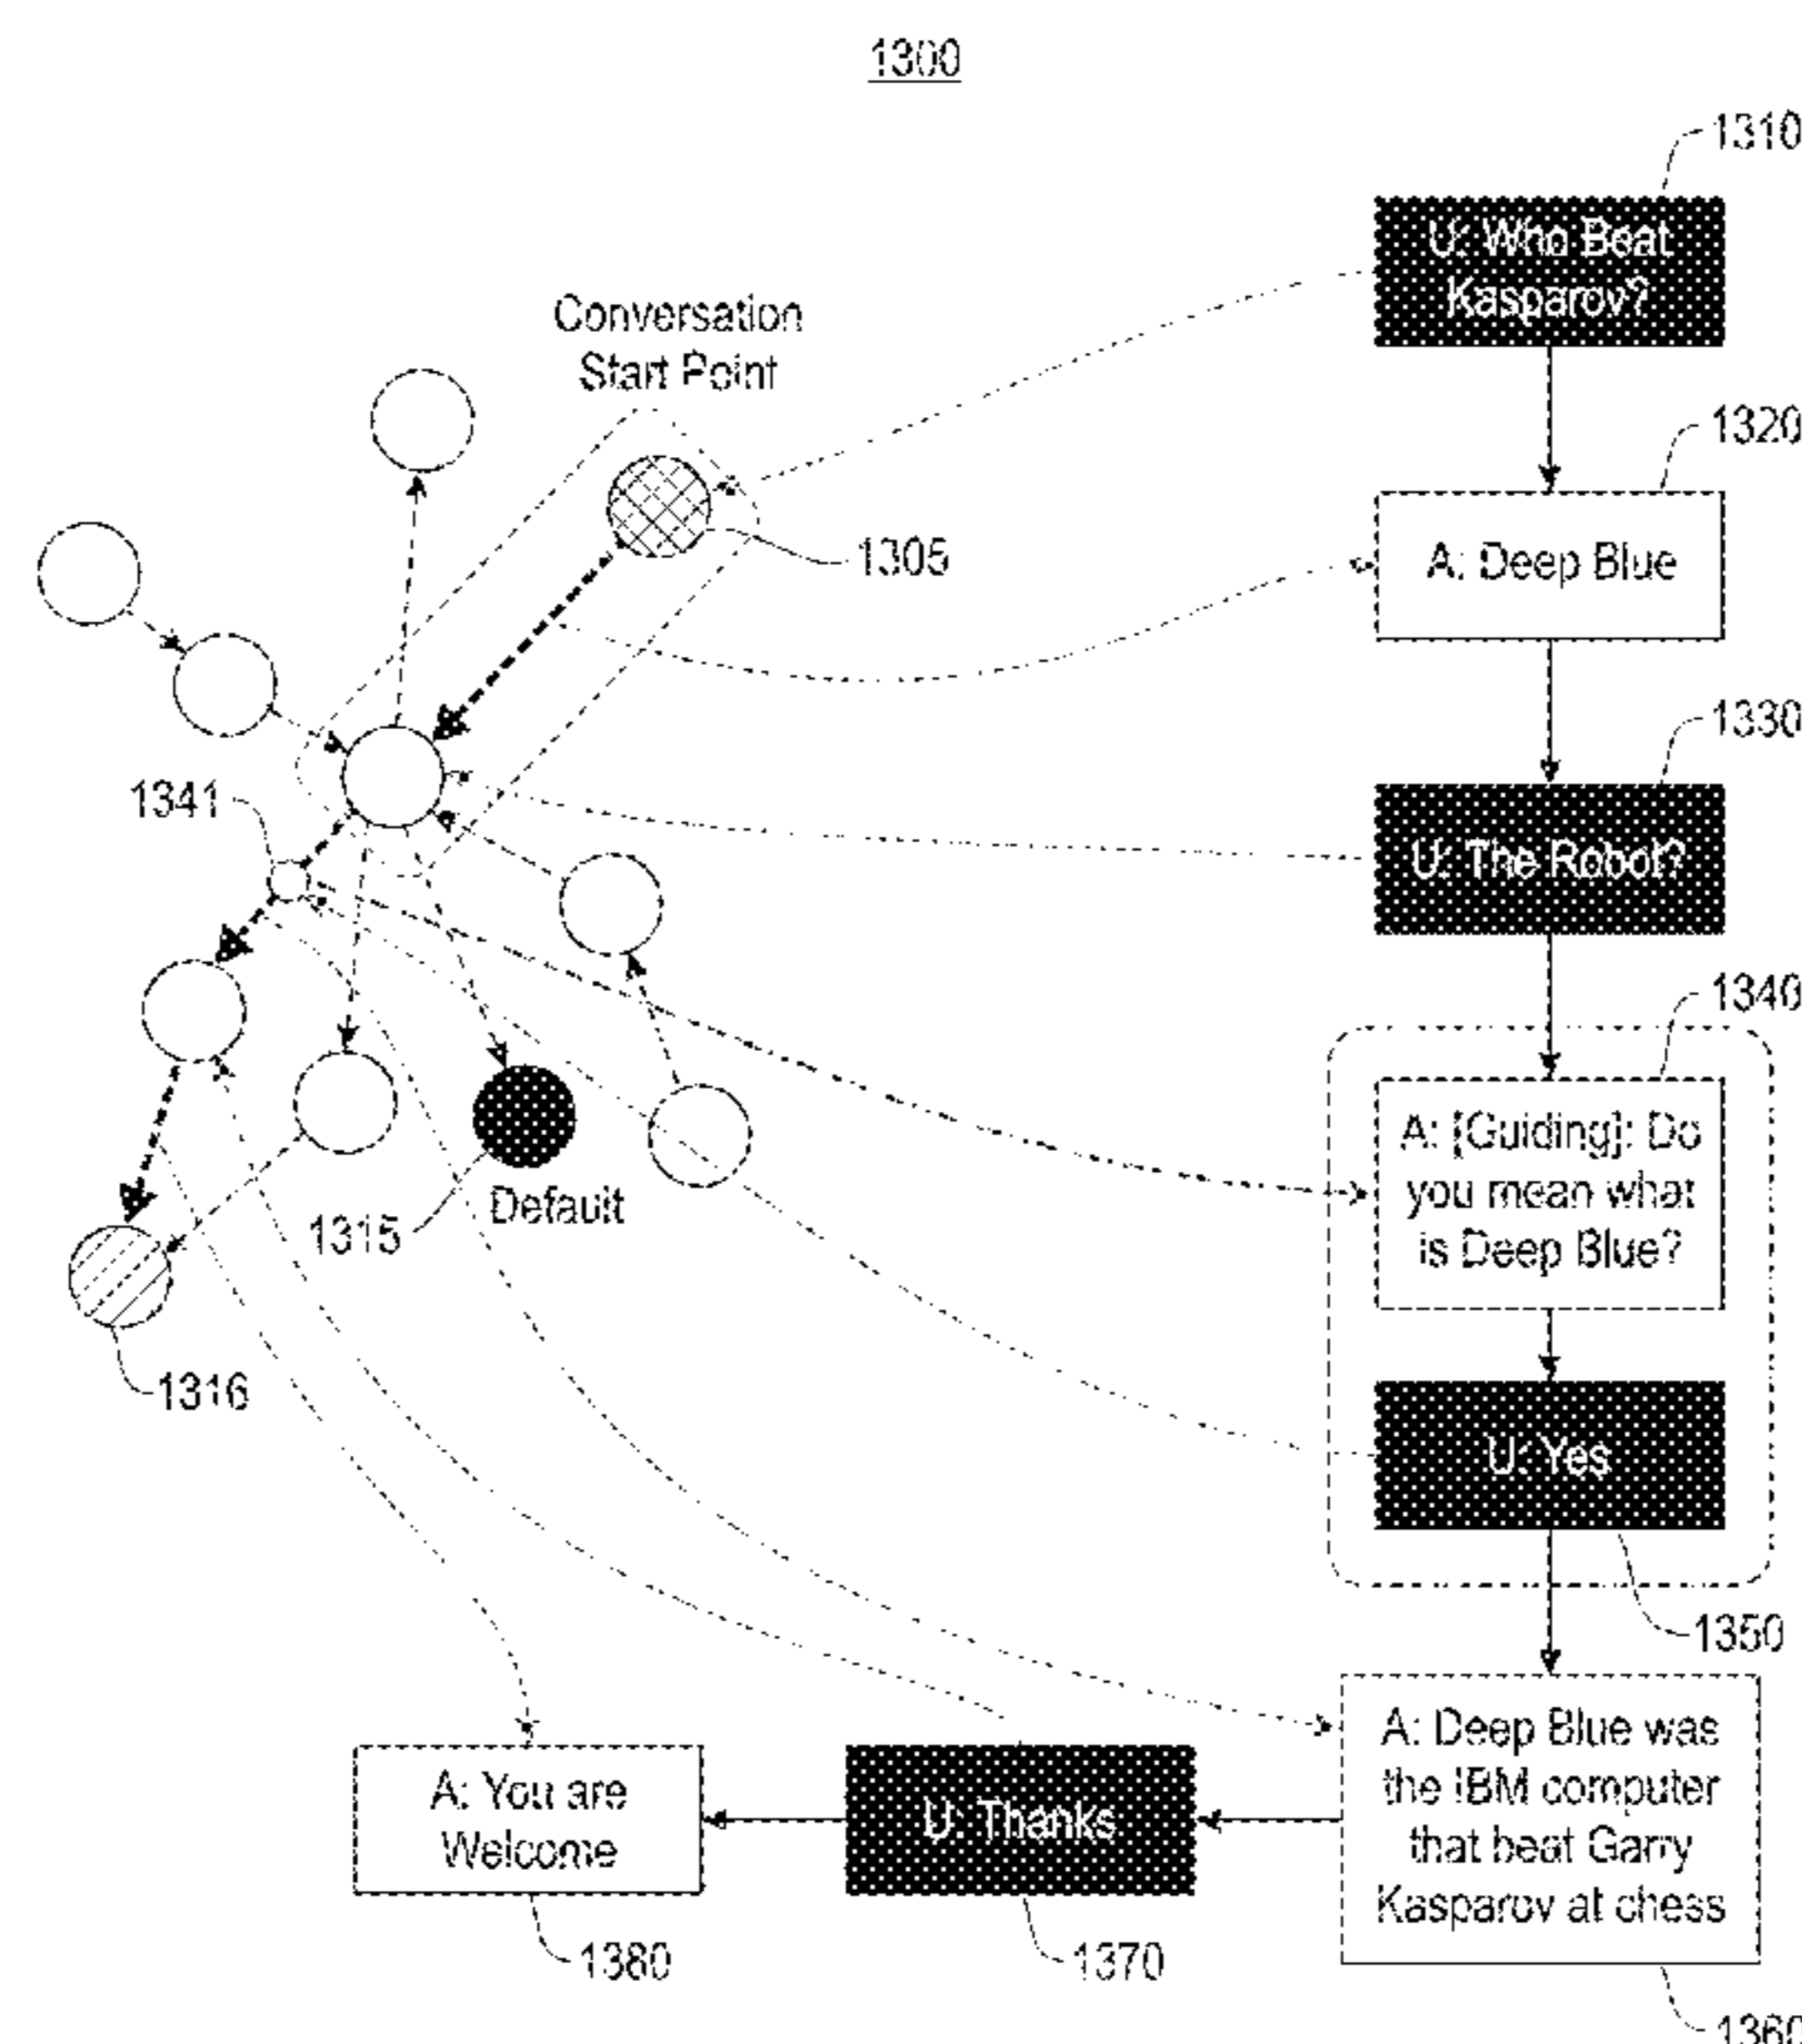 1300
1310
U: Who Beat
Kasparov?
Conversation
Start Point
1320
A: Deep Blue
1305
1330
U: The Robot?
1341
1340
A: [Guiding]: Do
you mean what
is Deep Blue?
1315
Default
1316
U: Yes
1350
A: Deep Blue was
the IBM computer
that beat Garry
Kasparov at chess
U: Thanks
A: You are
Welcome
1380
1370
1360